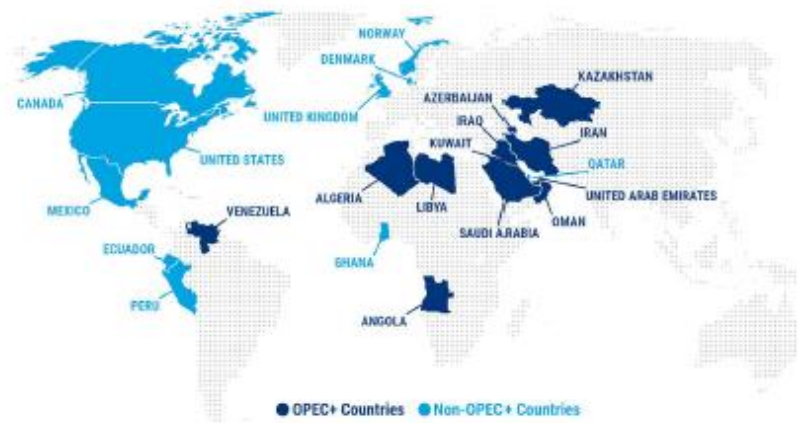 NORWAY
DENMARK
KAZAKHSTAN
CANADA
AZERBAIJAN
UNITED KINGDOM
IRAQ
IRAN
KUWAIT
UNITED STATES
QATAR
ALGERIA
UNITED ARAB EMIRATES
LIBYA
MEXICO
VENEZUELA
OMAN
SAUDI ARABIA
ECUADOR
GHANA
PERU
ANGOLA
OPEC+ Countries
Non-OPEC+ Countries